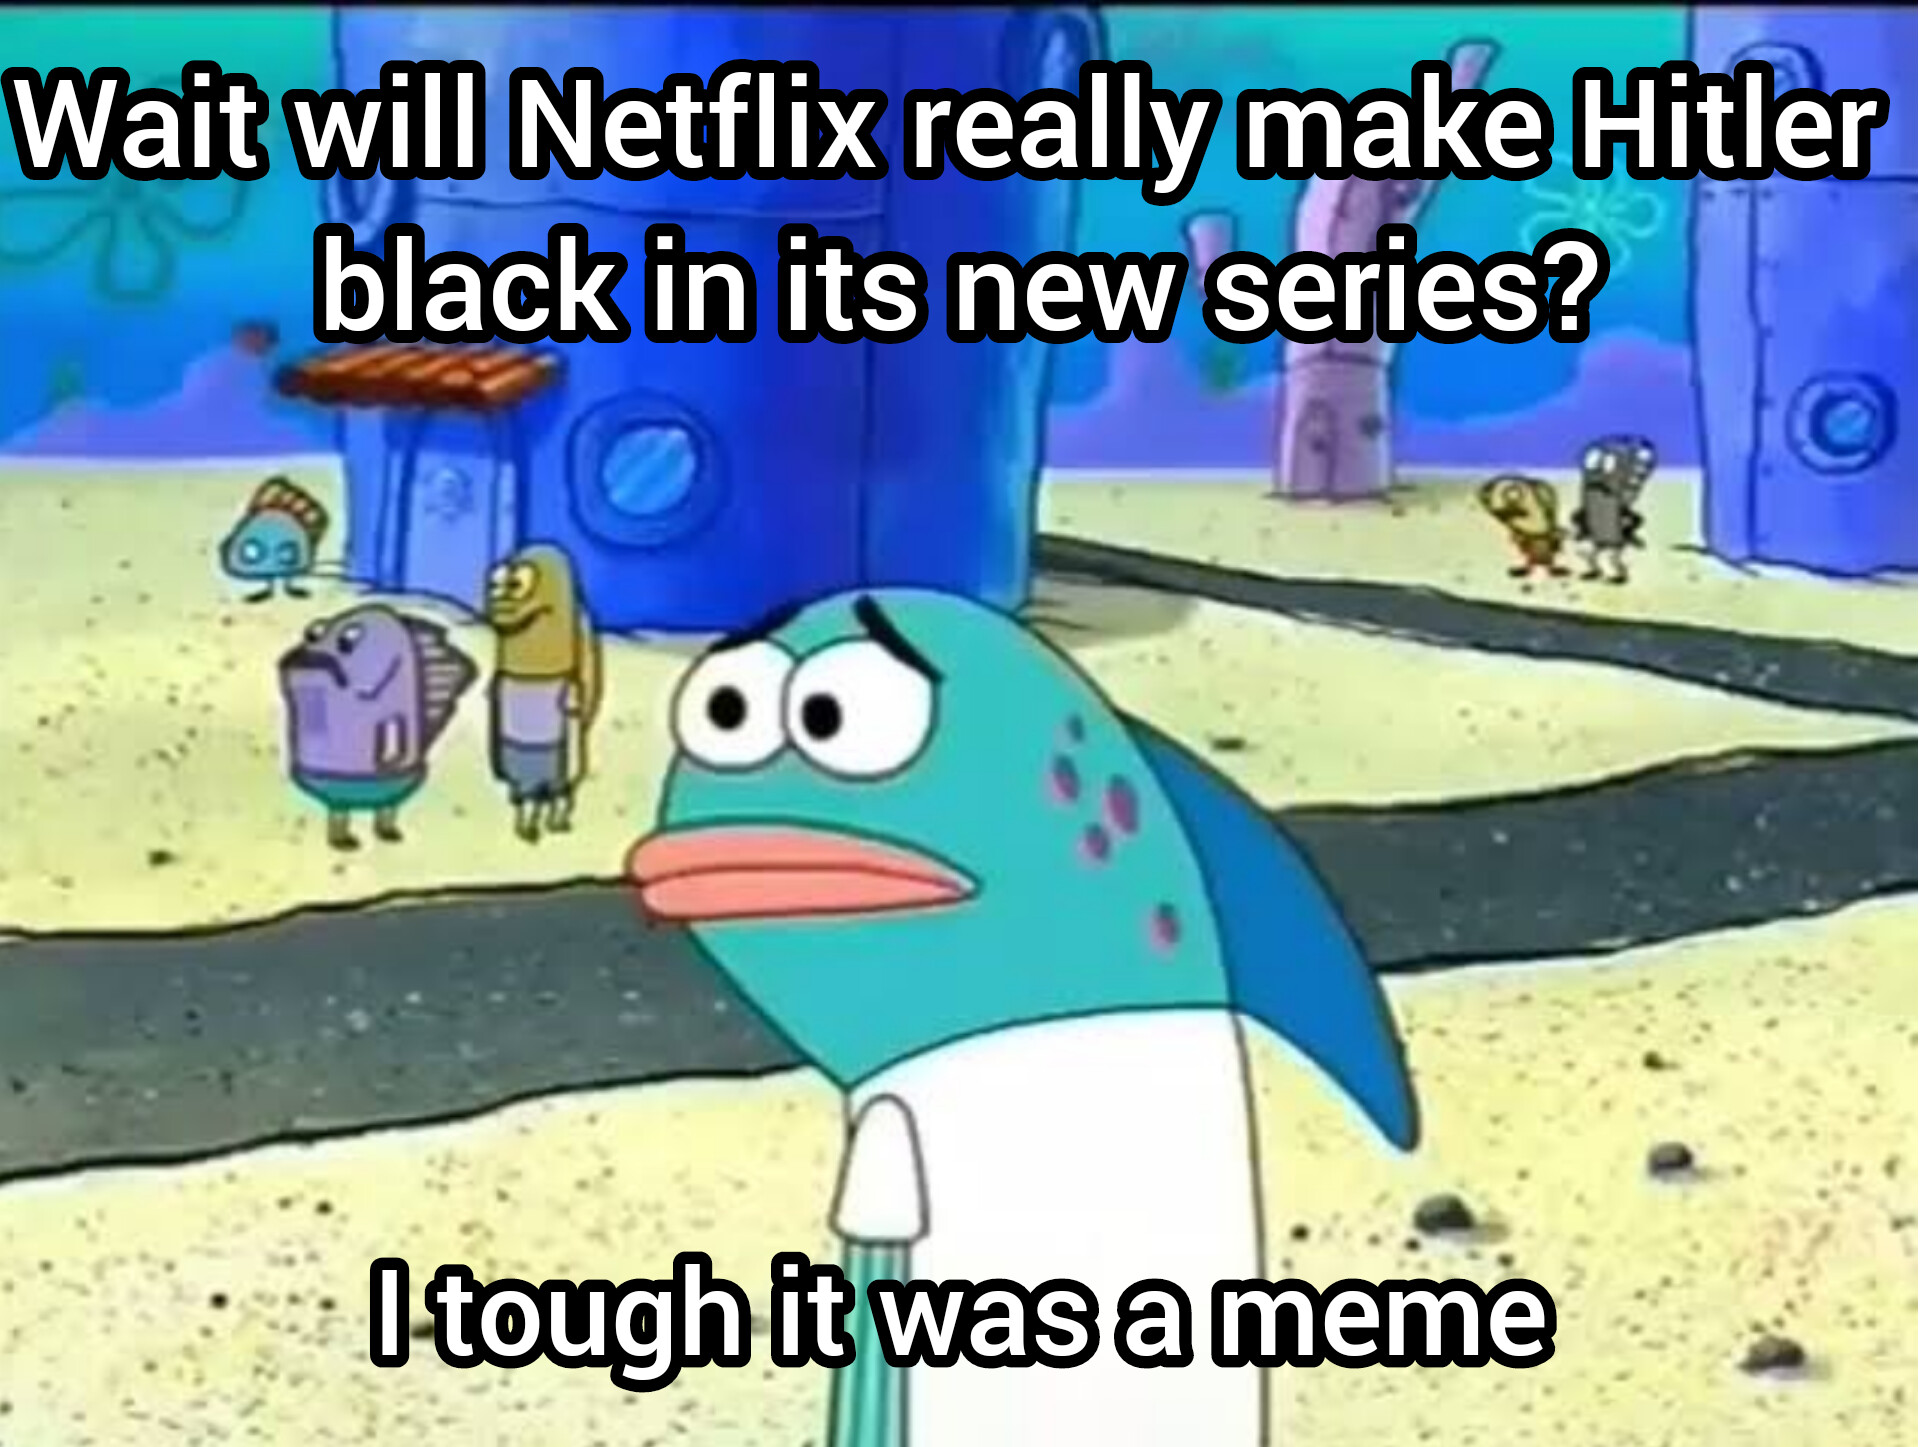 Wait will Netflix really make Hitler
black in its new series?
I tough it was a meme